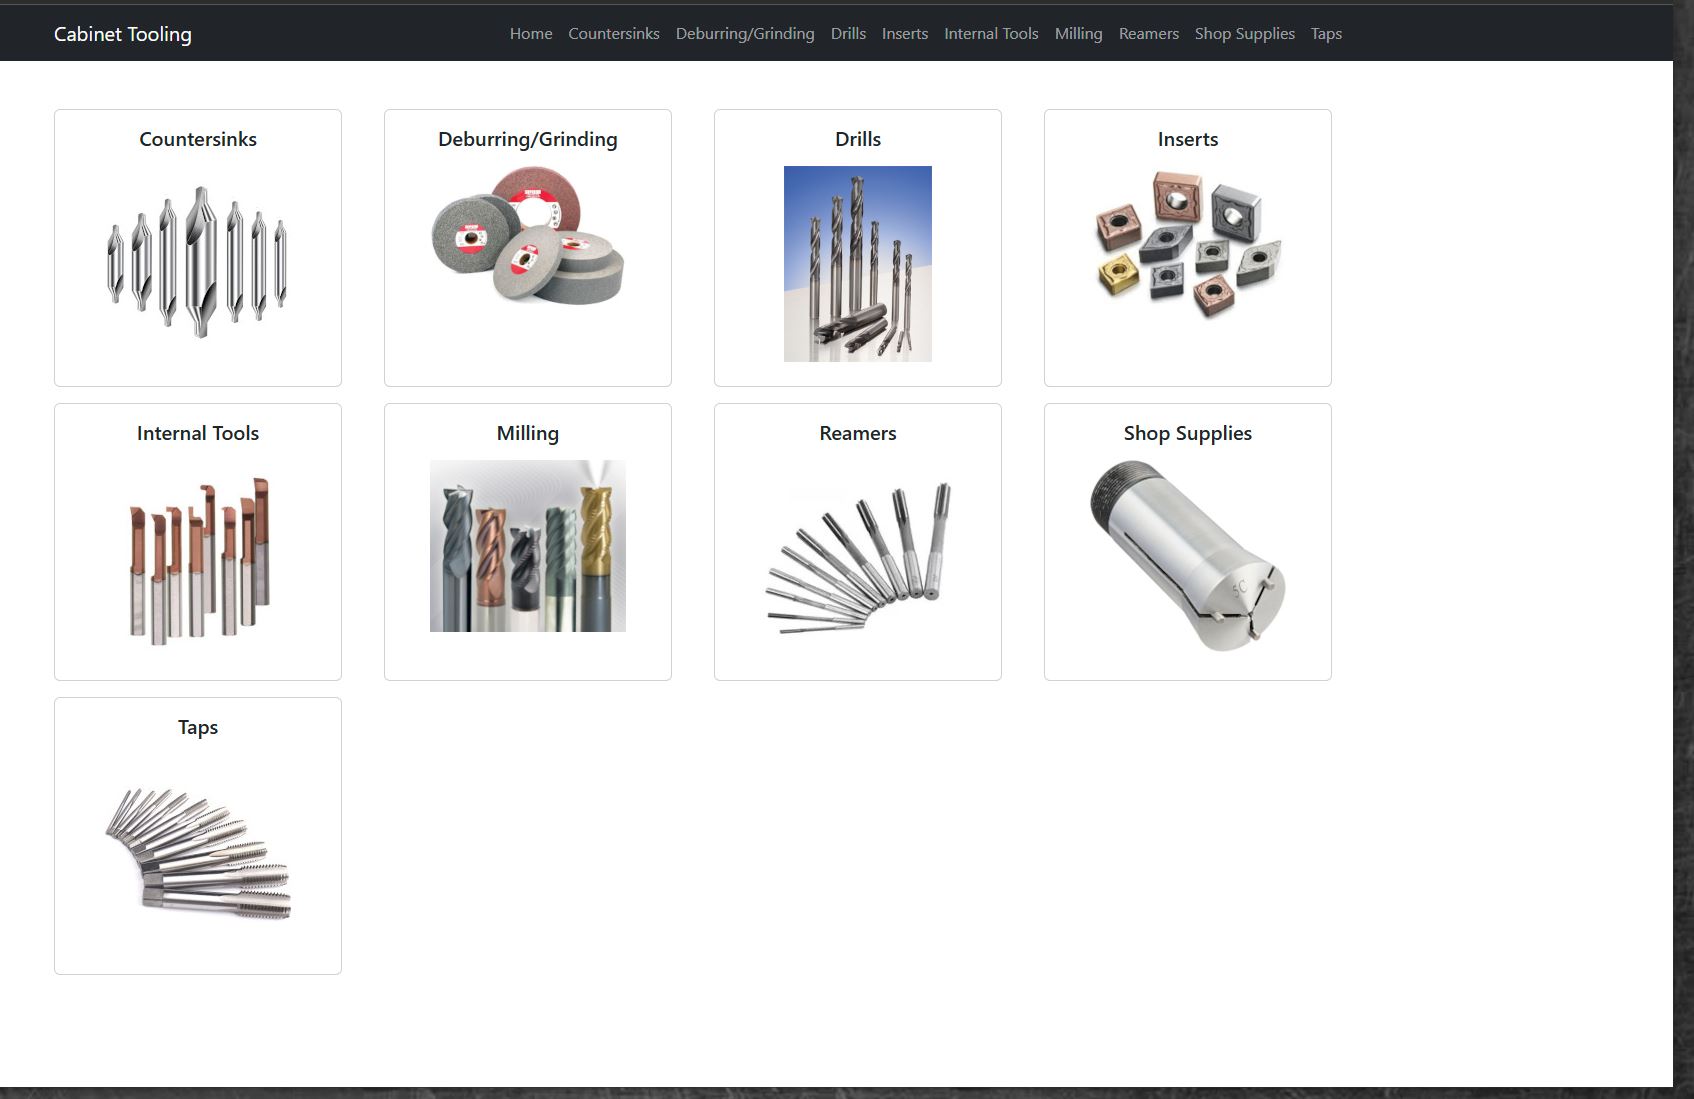 Cabinet Tooling
Home Countersinks Deburring/Grinding Drills Inserts Internal Tools Milling Reamers Shop Supplies Taps
Countersinks
Deburring/Grinding
Drills
Inserts
Internal Tools
Milling
Reamers
Shop Supplies
5C
Taps